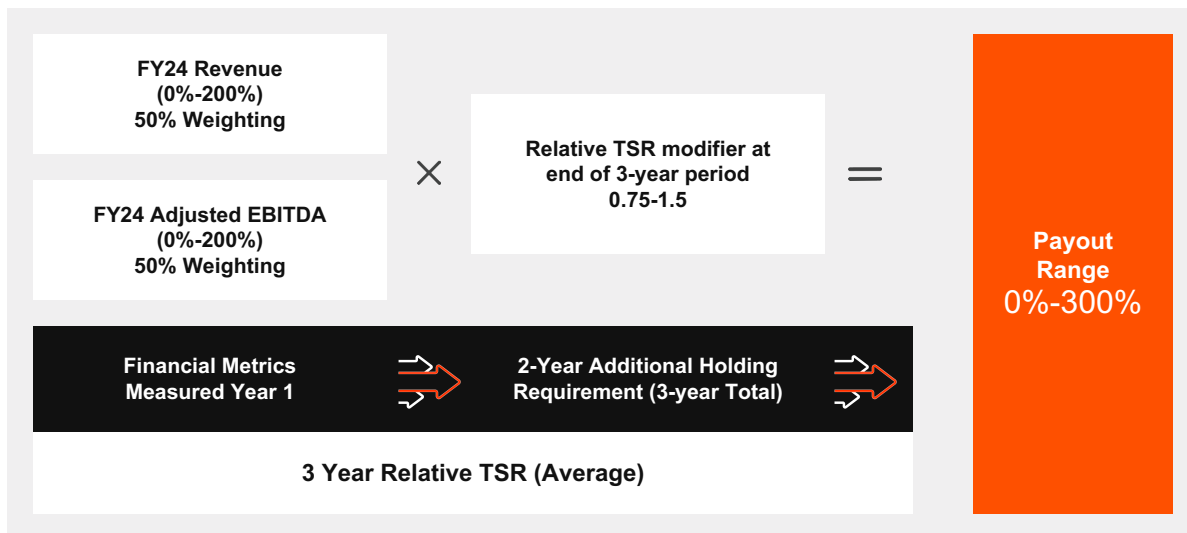 FY24 Revenue
(0%-200%)
50% Weighting
FY24 Adjusted EBITDA
(0%-200%)
50% Weighting
×
Relative TSR modifier at
end of 3-year period
0.75-1.5
=
Payout
Range
0%-300%
Financial Metrics
Measured Year 1
2-Year Additional Holding
Requirement (3-year Total)
3 Year Relative TSR (Average)